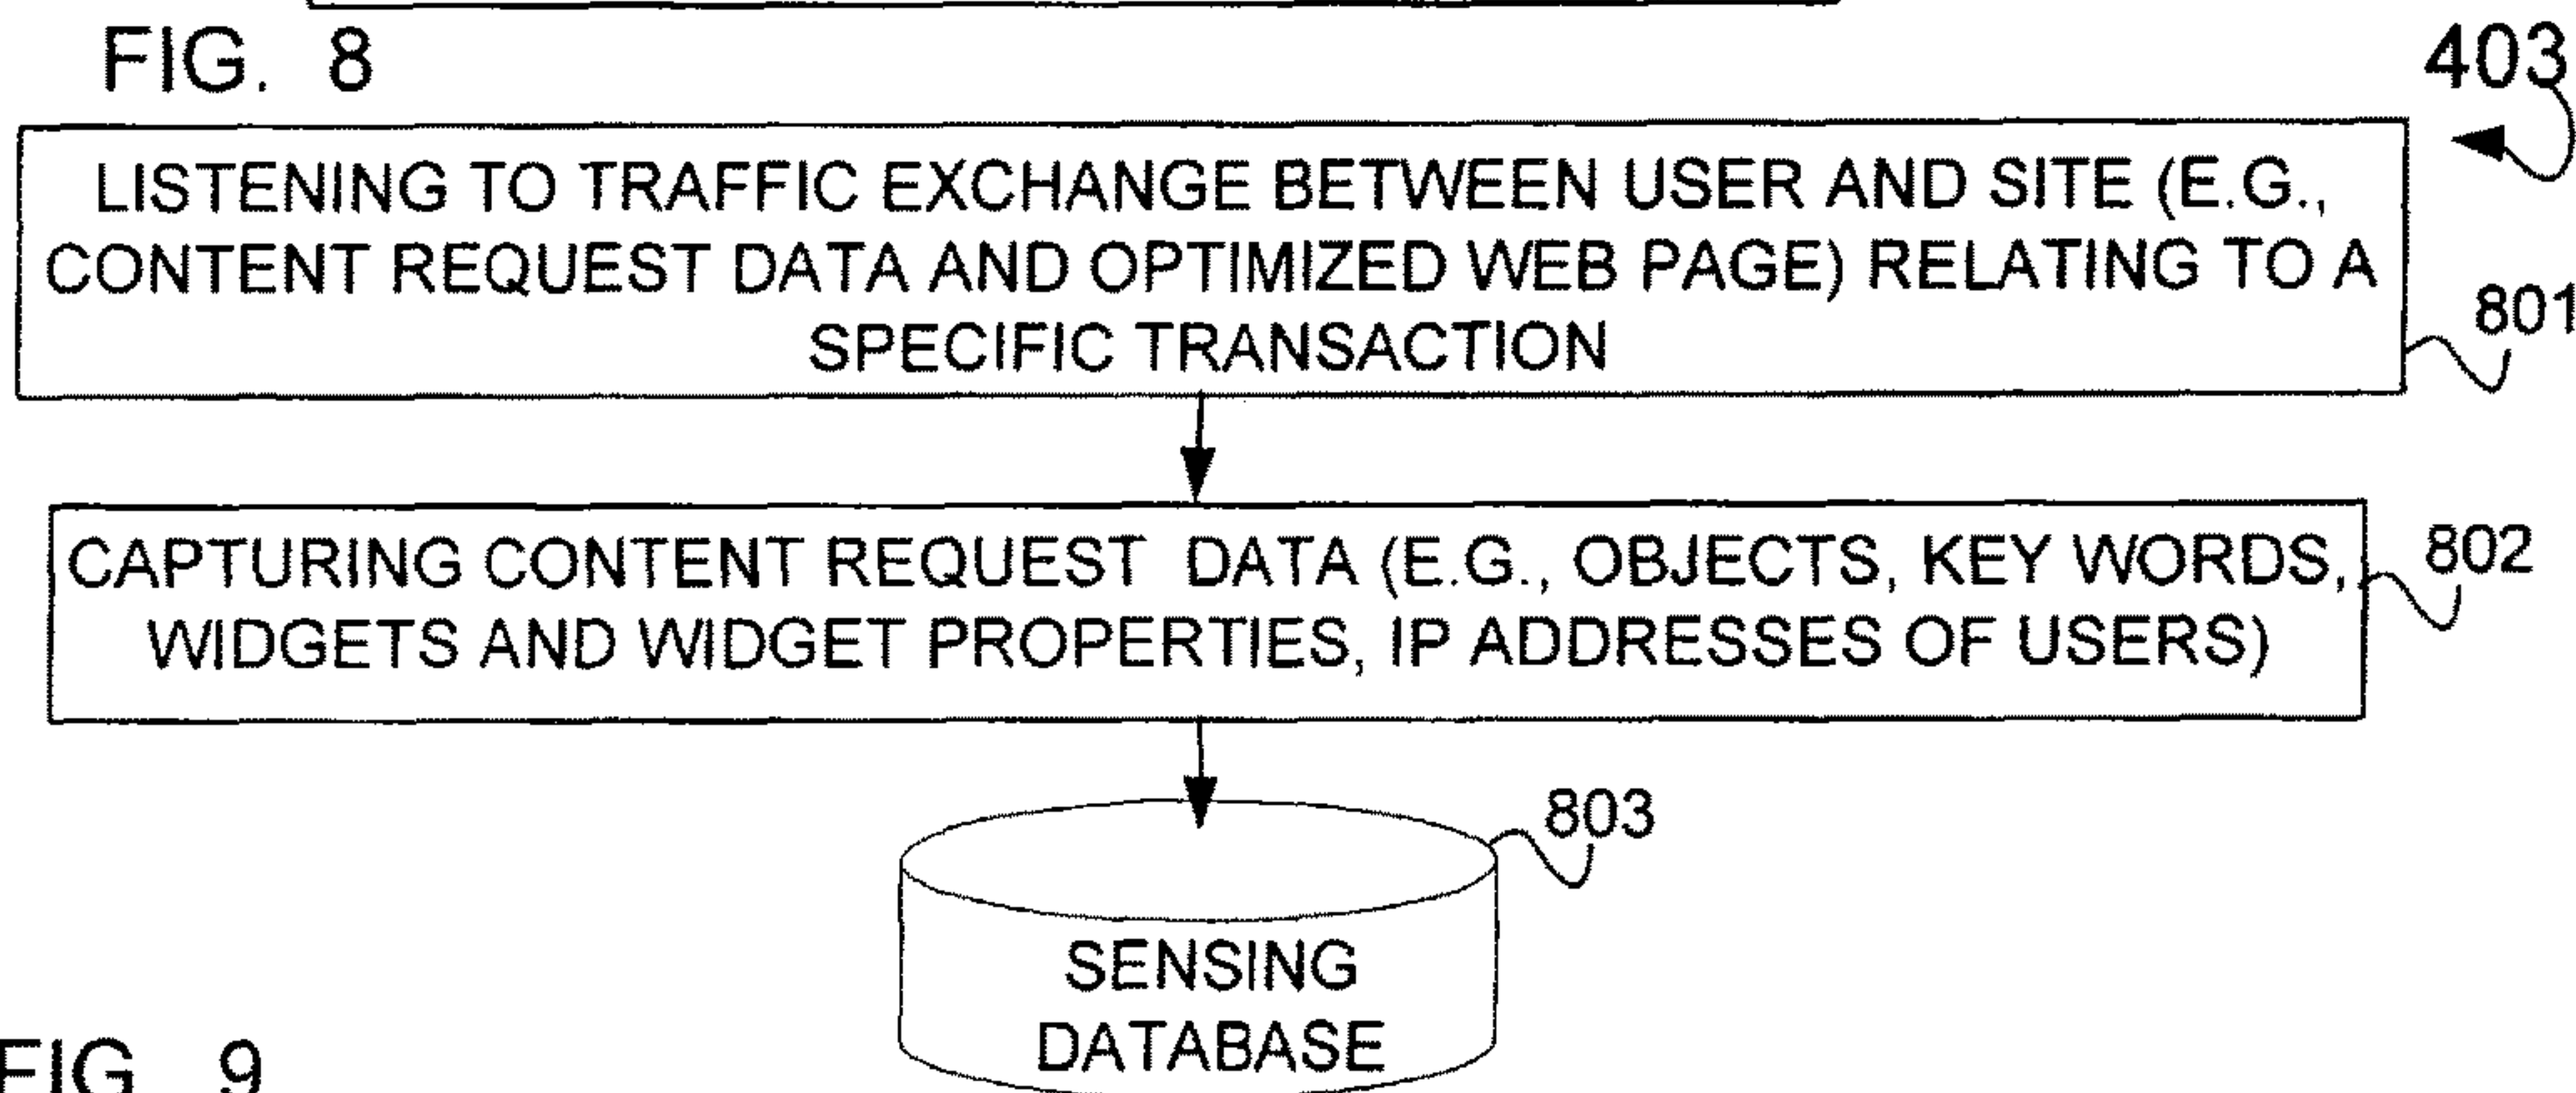 FIG. 8
403
LISTENING TO TRAFFIC EXCHANGE BETWEEN USER AND SITE (E.G.,
CONTENT REQUEST DATA AND OPTIMIZED WEB PAGE) RELATING TO A
SPECIFIC TRANSACTION
801
CAPTURING CONTENT REQUEST DATA (E.G., OBJECTS, KEY WORDS,
WIDGETS AND WIDGET PROPERTIES, IP ADDRESSES OF USERS)
802
803
SENSING
DATABASE
FIG 9